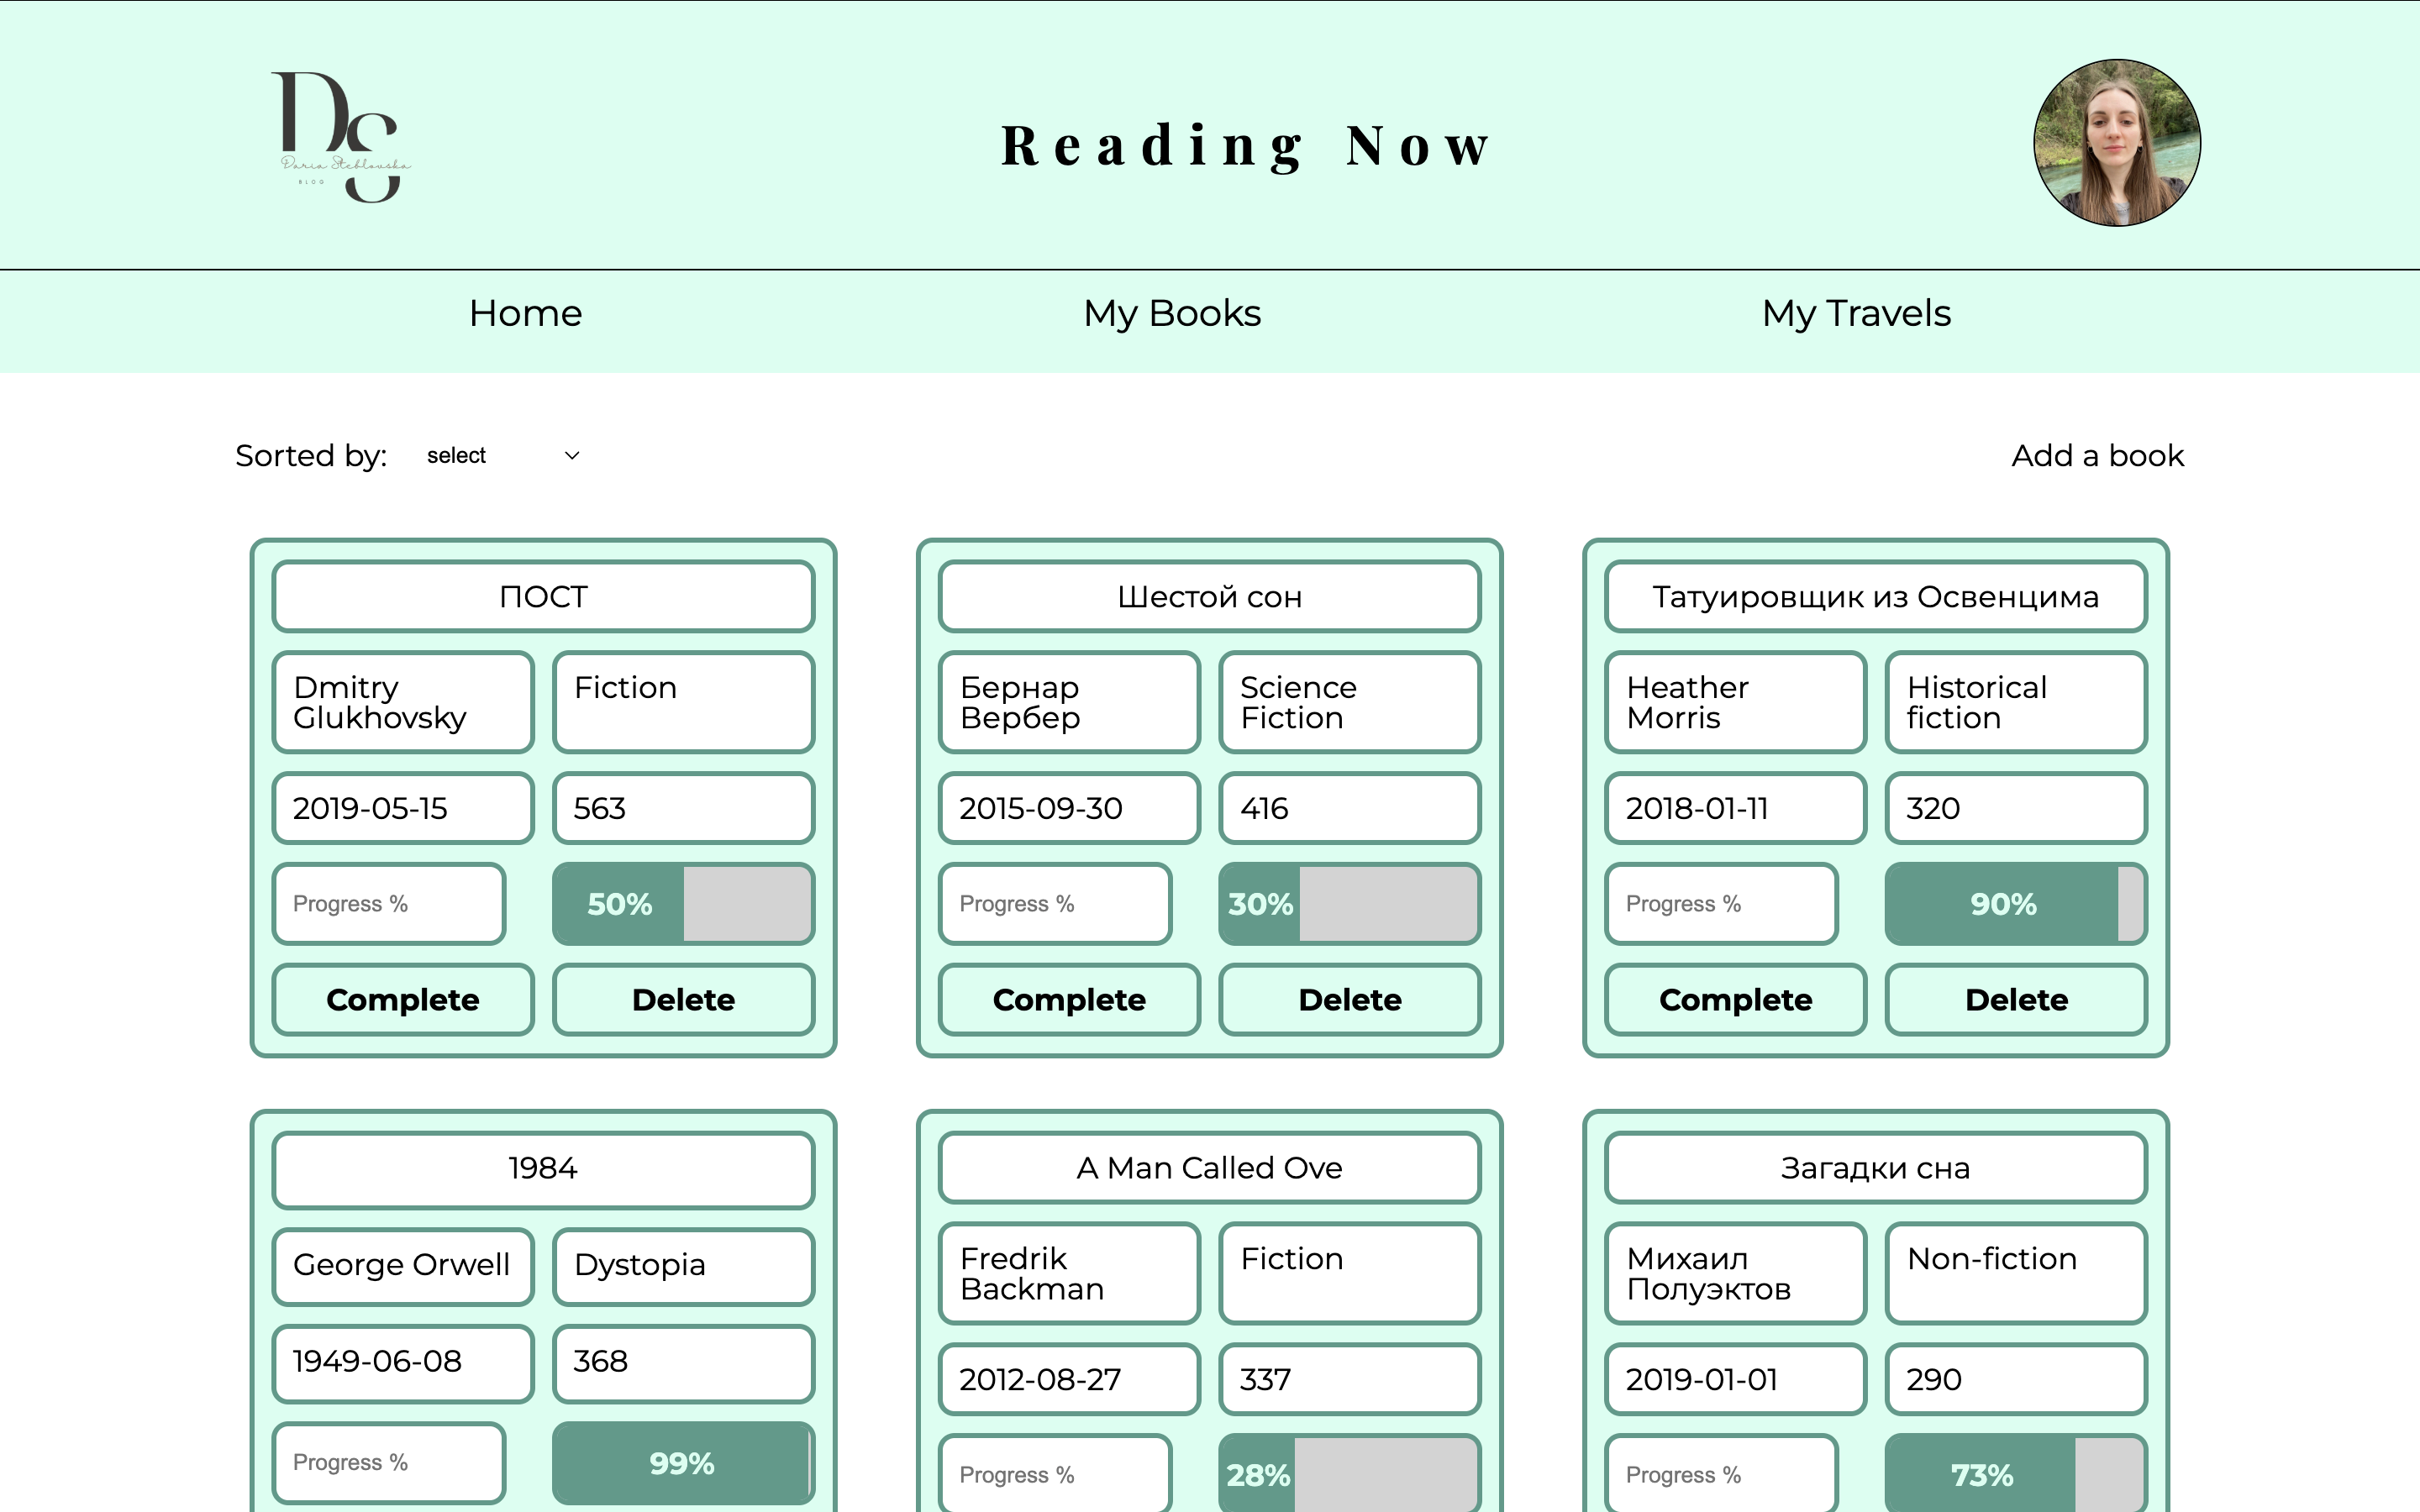 DS
Daria Steblovska
BLOG
Reading Now
Home
My Books
My Travels
Sorted by:
select
Add a book
ПОСТ
Dmitry
Glukhovsky
Fiction
2019-05-15
563
Progress %
50%
Complete
Delete
Шестой сон
Бернар
Вербер
Science
Fiction
2015-09-30
416
Progress %
30%
Complete
Delete
Татуировщик из Освенцима
Heather
Morris
Historical
fiction
2018-01-11
320
Progress %
90%
Complete
Delete
1984
George Orwell
Dystopia
1949-06-08
368
Progress %
99%
A Man Called Ove
Fredrik
Backman
Fiction
2012-08-27
337
Progress %
28%
Загадки сна
Михаил
Полуэктов
Non-fiction
2019-01-01
290
Progress %
73%